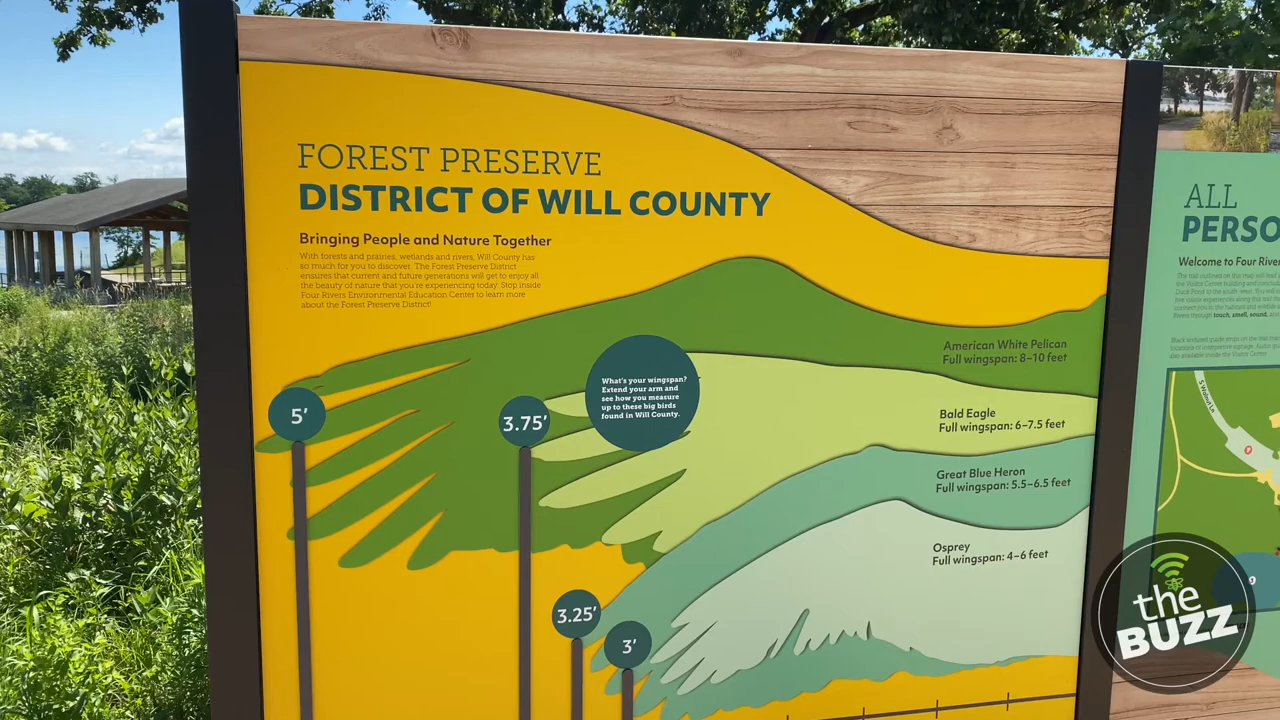 FOREST PRESERVE
DISTRICT OF WILL COUNTY
Bringing People and Nature Together
With forests and prairies, wetlands and rivers, Will County has
so much for you to discover. The Forest Preserve District
ensures that current and future generations will get to enjoy all
the beauty of nature that you're experiencing today. Stop inside
Four Rivers Environmental Education Center to learn more
about the Forest Preserve District!
American White Pelican
Full wingspan: 8–10 feet
What's your wingspan?
Extend your arm and
see how you measure
up to these big birds
found in Will County.
5'
3.75'
Bald Eagle
Full wingspan: 6–7.5 feet
Great Blue Heron
Full wingspan: 5.5–6.5 feet
Osprey
Full wingspan: 4–6 feet
3.25'
3'
ALL
PERSO
Welcome to Four River
touch, smell, sound,
the
BUZZ